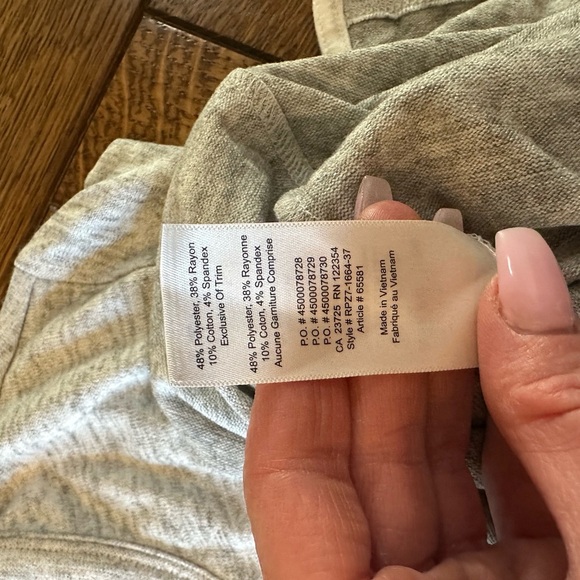 48% Polyester, 38% Rayon
10% Cotton, 4% Spandex
Exclusive Of Trim
48% Polyester, 38% Rayonne
10% Coton, 4% Spandex
Aucune Garniture Comprise
P.O. # 4500078728
P.O. # 4500078729
P.O. # 4500078730
CA 23725 RN 122354
Style # RPZ7-1664-37
Article # 65581
Made in Vietnam
Fabrique au Vietnam